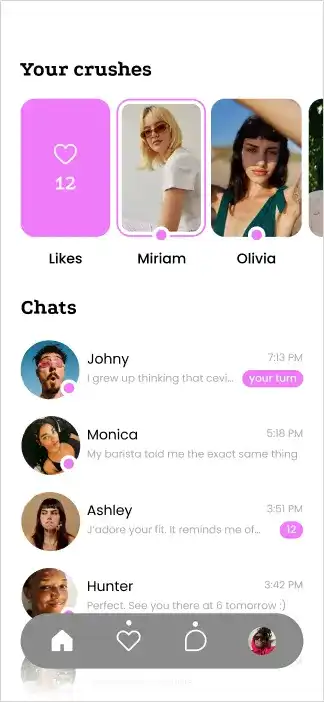 Your crushes
12
Likes
Miriam
Olivia
Chats
Johny
7:13 PM
I grew up thinking that cevi...
your turn
Monica
5:18 PM
My barista told me the exact same thing
Ashley
3:51 PM
J'adore your fit. It reminds me of...
12
Hunter
3:42 PM
Perfect. See you there at 6 tomorrow :)